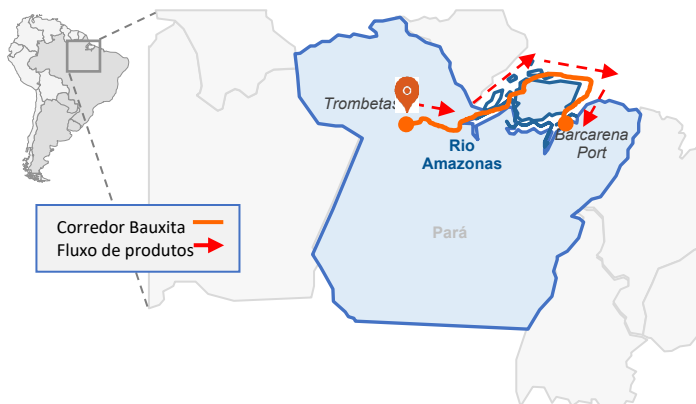 Trombetas
Rio
Amazonas
Barcarena
Port
Pará
Corredor Bauxita
Fluxo de produtos